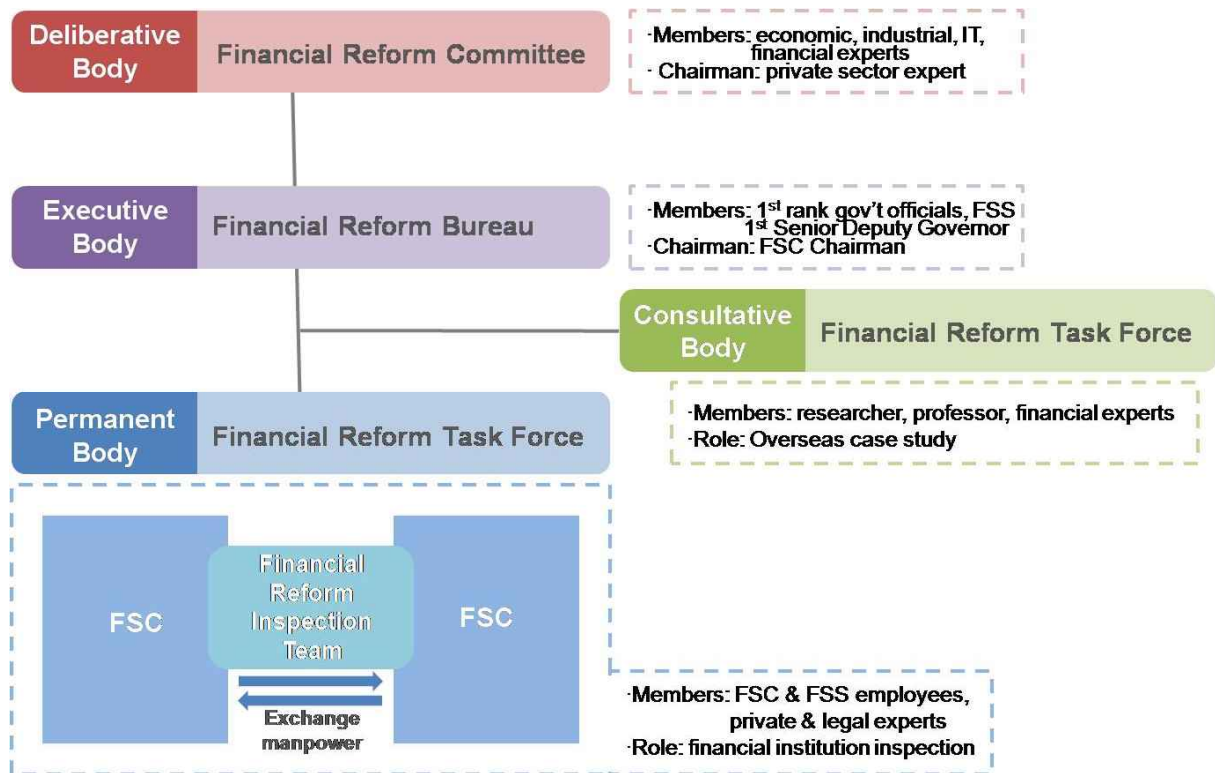 Deliberative
Body
Financial Reform Committee
·Members: economic, industrial, IT,
financial experts
· Chairman: private sector expert
Executive
Body
Financial Reform Bureau
·Members: 1st rank gov't officials, FSS
1st Senior Deputy Governor
·Chairman: FSC Chairman
Consultative
Body
Financial Reform Task Force
·Members: researcher, professor, financial experts
·Role: Overseas case study
Permanent
Body
Financial Reform Task Force
FSC
Fiinancial
Reform
Inspection
Team
FSC
Exchange
manpower
·Members: FSC & FSS employees,
private & legal experts
·Role: financial institution inspection